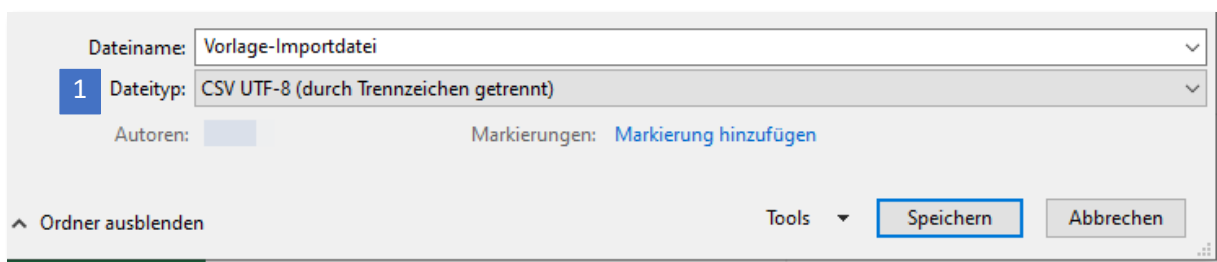 Dateiname: Vorlage-Importdatei
1 Dateityp: CSV UTF-8 (durch Trennzeichen getrennt)
Autoren: Markierungen: Markierung hinzufügen
Ordner ausblenden Tools Speichern Abbrechen